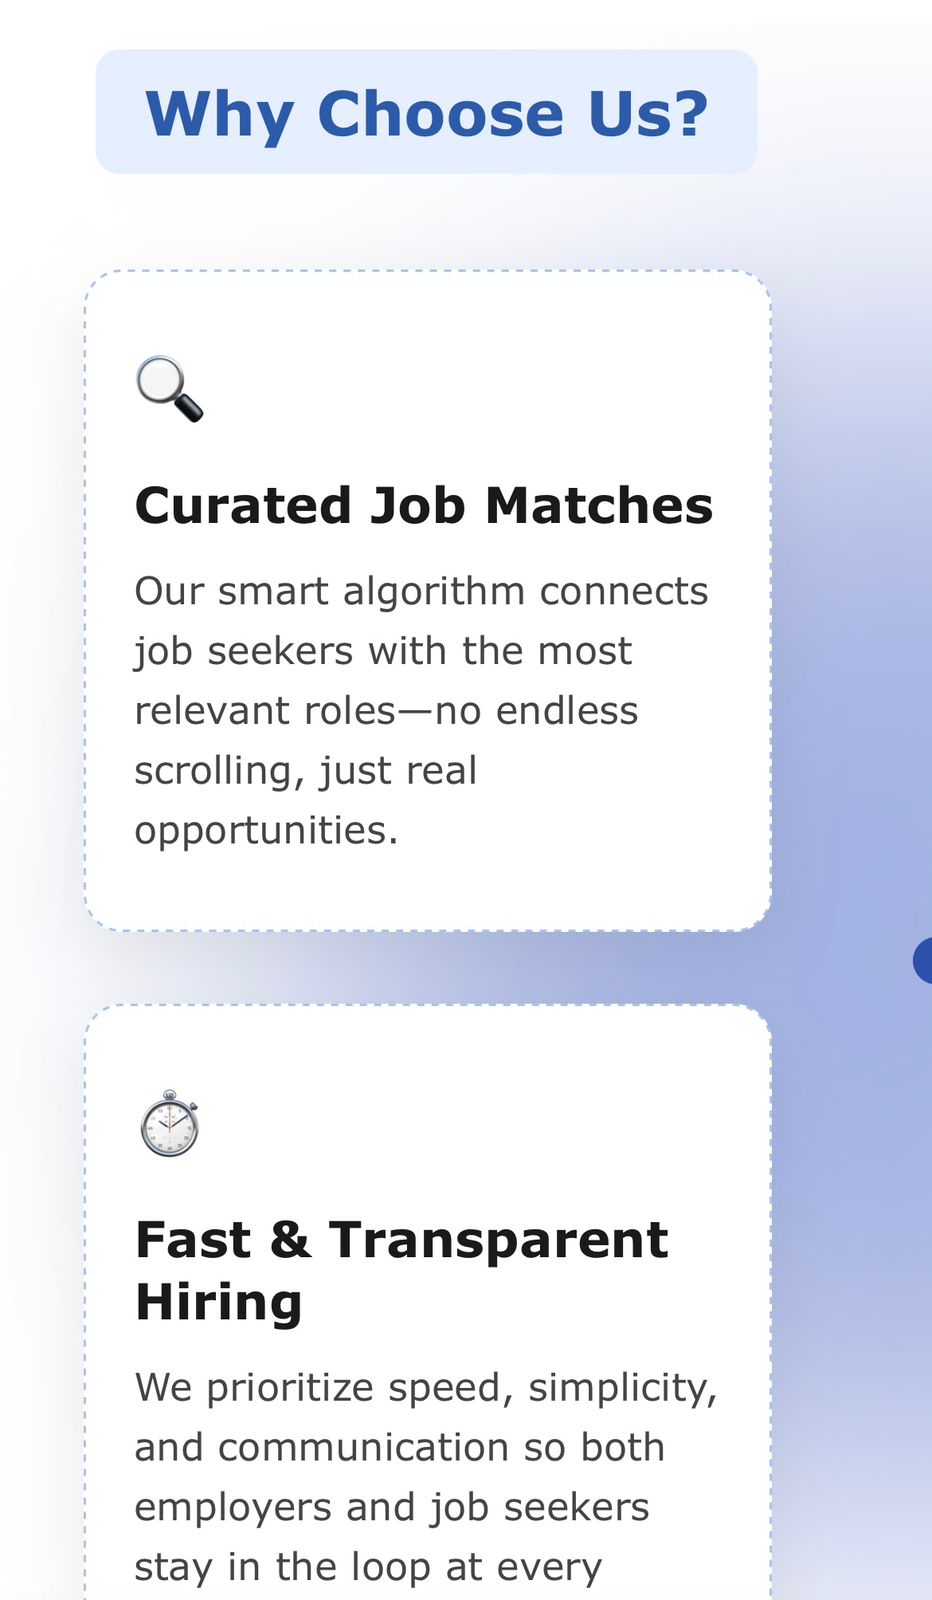 Why Choose Us?
Curated Job Matches
Our smart algorithm connects
job seekers with the most
relevant roles—no endless
scrolling, just real
opportunities.
Fast & Transparent
Hiring
We prioritize speed, simplicity,
and communication so both
employers and job seekers
stay in the loop at every